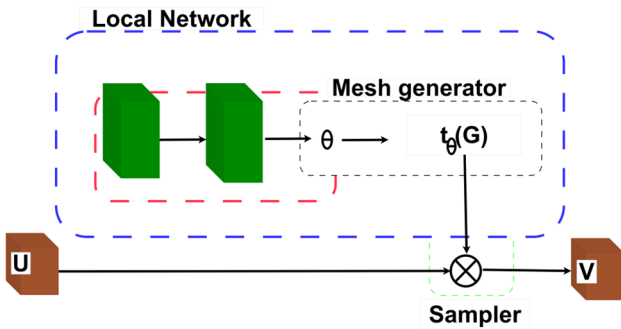 Local Network
Mesh generator
θ
tθ(G)
U
V
Sampler